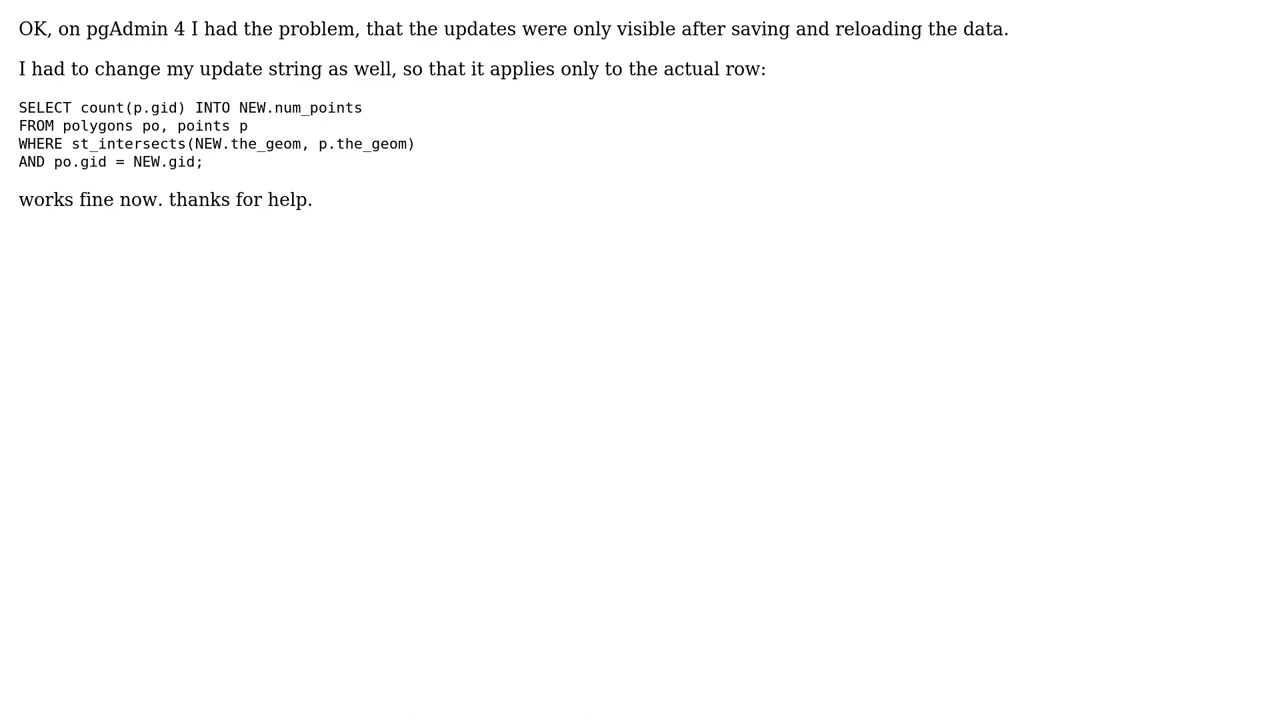 OK, on pgAdmin 4 I had the problem, that the updates were only visible after saving and reloading the data.
I had to change my update string as well, so that it applies only to the actual row:
SELECT count(p.gid) INTO NEW.num_points
FROM polygons po, points p
WHERE st_intersects(NEW.the_geom, p.the_geom)
AND po.gid = NEW.gid;
works fine now. thanks for help.